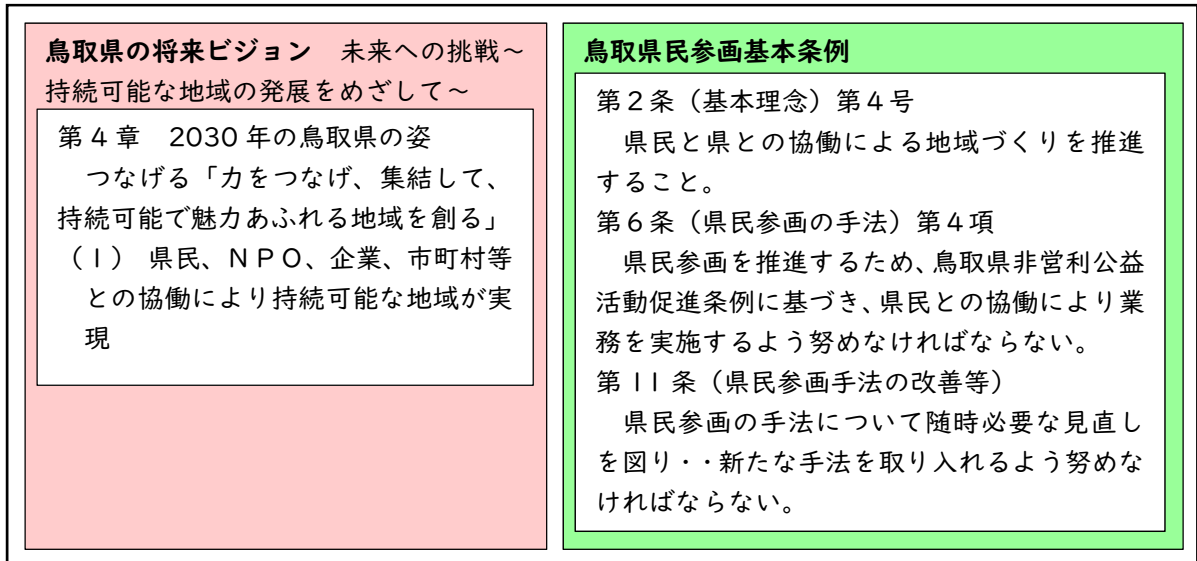 鳥取県の将来ビジョン　未来への挑戦～
持続可能な地域の発展をめざして～
第４章　2030年の鳥取県の姿
　つなげる「力をつなげ、集結して、
持続可能で魅力あふれる地域を創る」
（１）　県民、ＮＰＯ、企業、市町村等
との協働により持続可能な地域が実
現
鳥取県民参画基本条例
第２条（基本理念）第４号
　県民と県との協働による地域づくりを推進
すること。
第６条（県民参画の手法）第４項
　県民参画を推進するため、鳥取県非営利公益
活動促進条例に基づき、県民との協働により業
務を実施するよう努めなければならない。
第11条（県民参画手法の改善等）
　県民参画の手法について随時必要な見直し
を図り・・新たな手法を取り入れるよう努めな
ければならない。